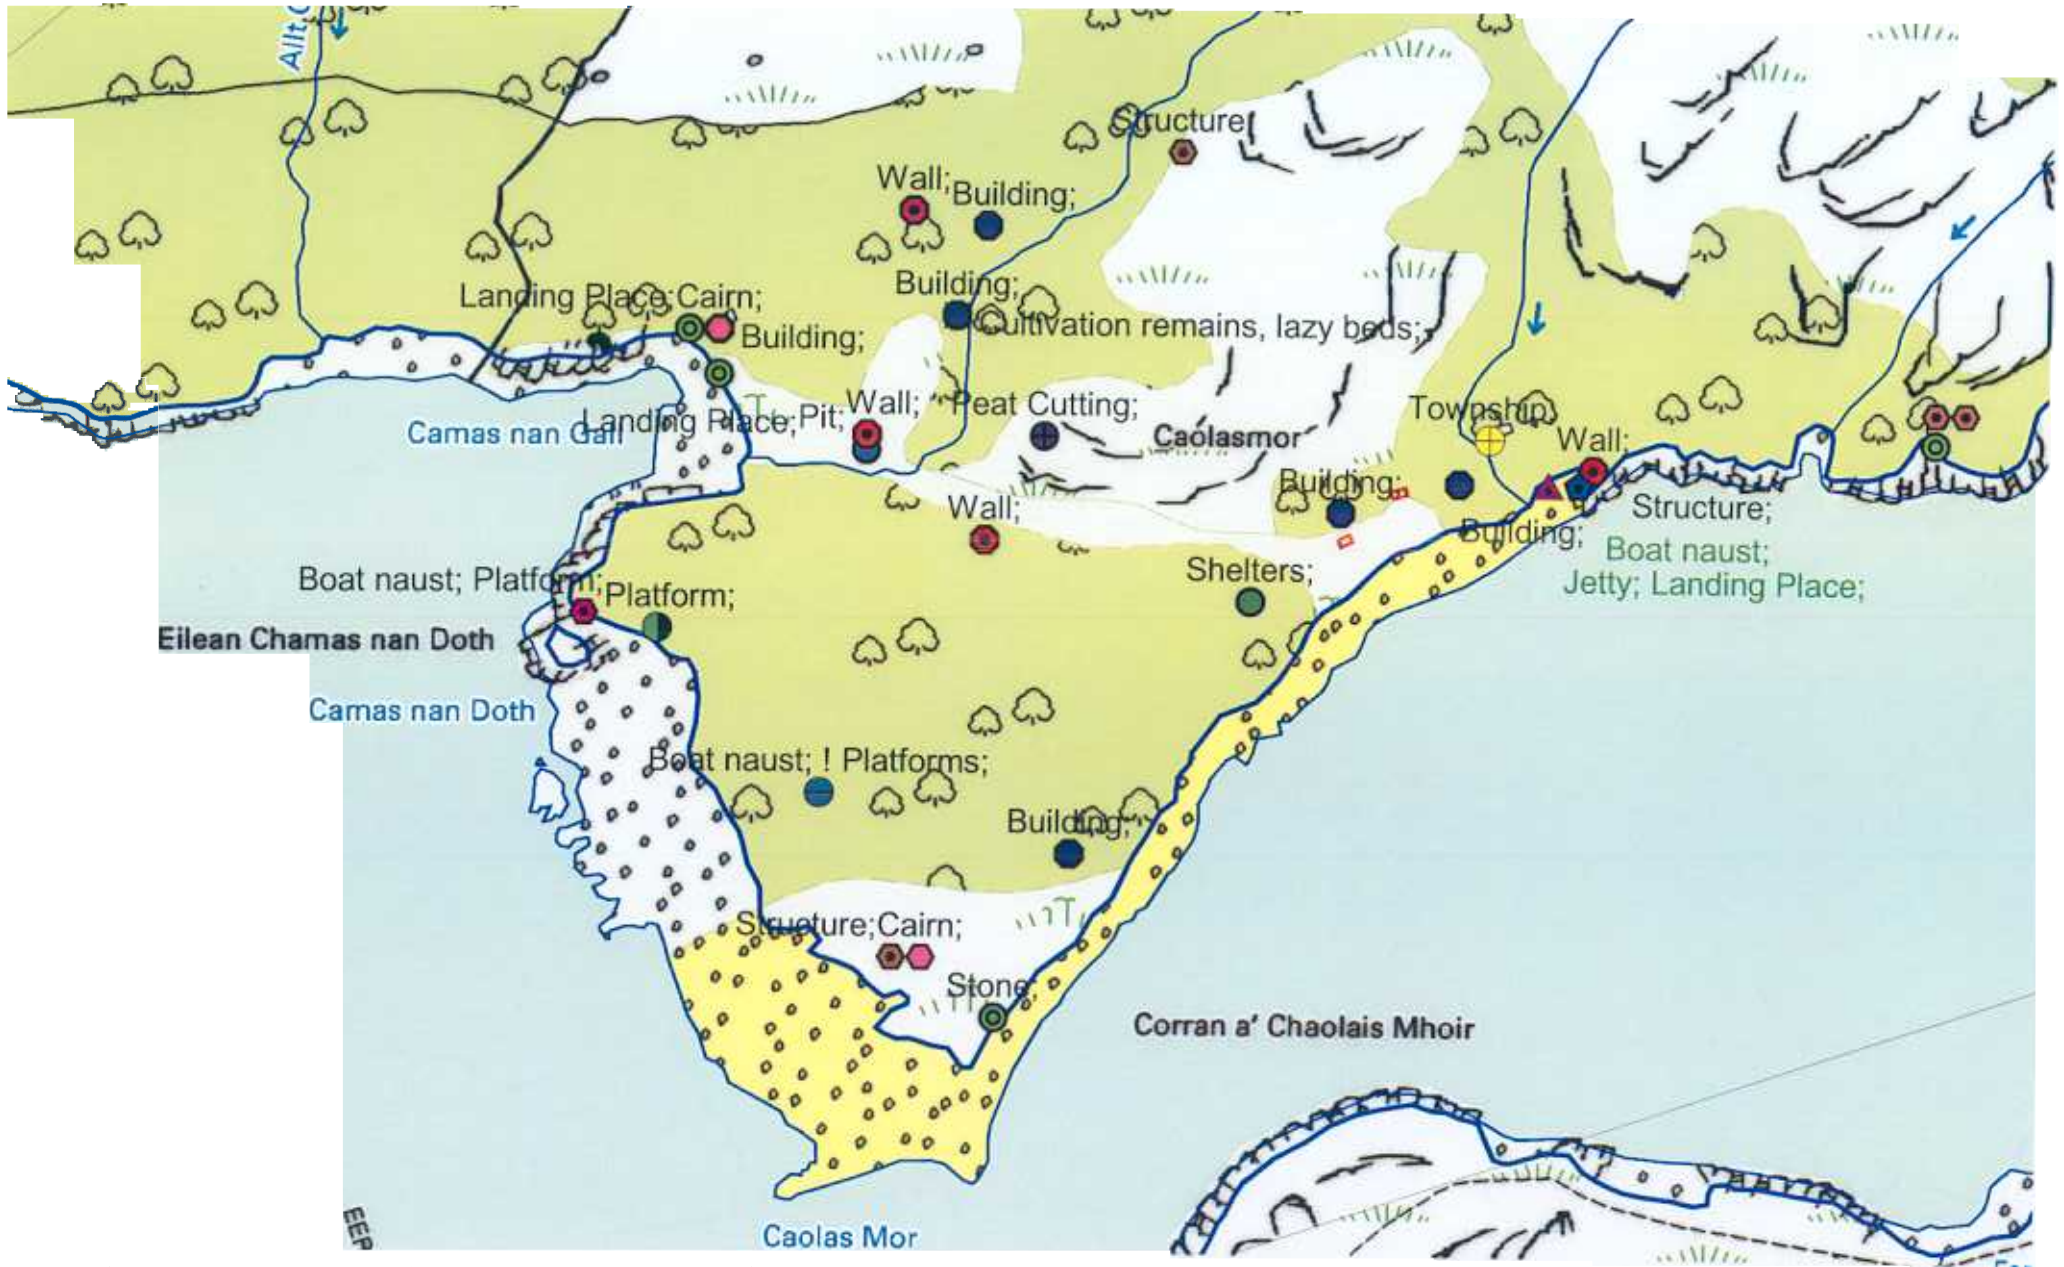 Allt
Structure;
Wall; Building;
Landing Place; Cairn;
Building;
Building;
Cultivation remains, lazy beds;
Camas nan Gall
Landing Place; Pit; Wall;
Peat Cutting;
Caolasmor
Township;
Wall;
Building;
Wall;
Building;
Structure;
Boat naust;
Jetty; Landing Place;
Boat naust; Platform; Platform;
Shelters;
Eilean Chamas nan Doth
Camas nan Doth
Boat naust; ! Platforms;
Building;
Structure; Cairn;
Stone;
Corran a' Chaolais Mhoir
Caolas Mor